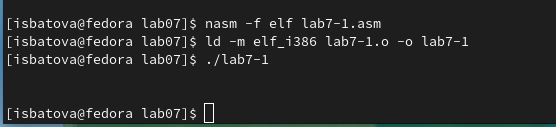 [isbatova@fedora lab07]$ nasm -f elf lab7-1.asm
[isbatova@fedora lab07]$ ld -m elf_i386 lab7-1.o -o lab7-1
[isbatova@fedora lab07]$ ./lab7-1
[isbatova@fedora lab07]$